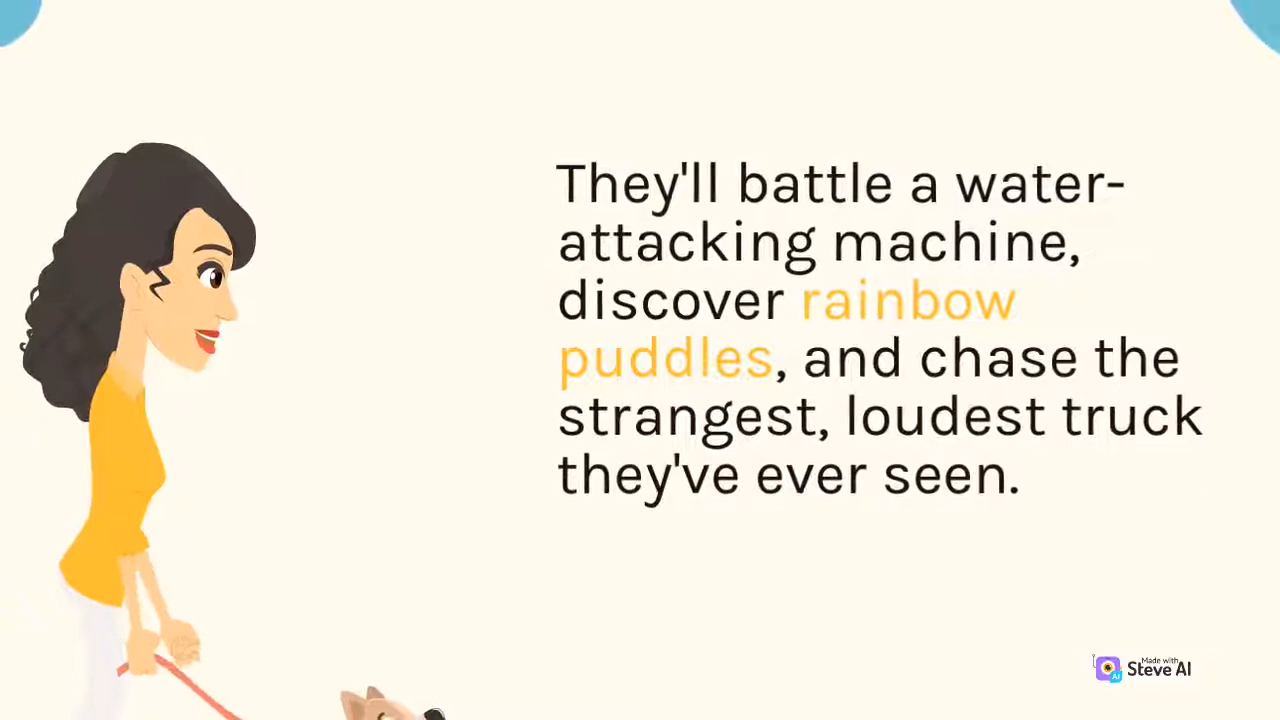 They'll battle a water-
attacking machine,
discover rainbow
puddles, and chase the
strangest, loudest truck
they've ever seen.
Made with
Steve AI
AI